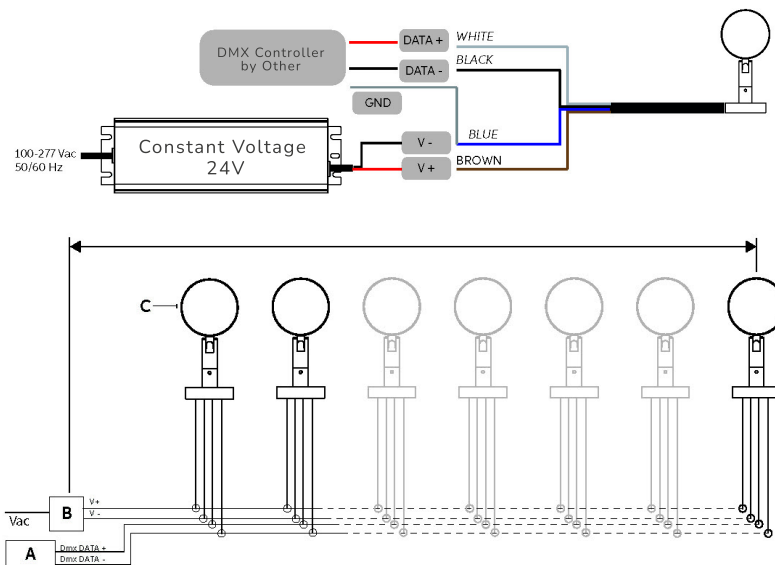 DMX Controller
by Other
DATA +
WHITE
DATA -
BLACK
GND
Constant Voltage
24V
100-277 Vac
50/60 Hz
V -
BLUE
V +
BROWN
C
V+
V -
B
Vac
A
Dmx DATA +
Dmx DATA -